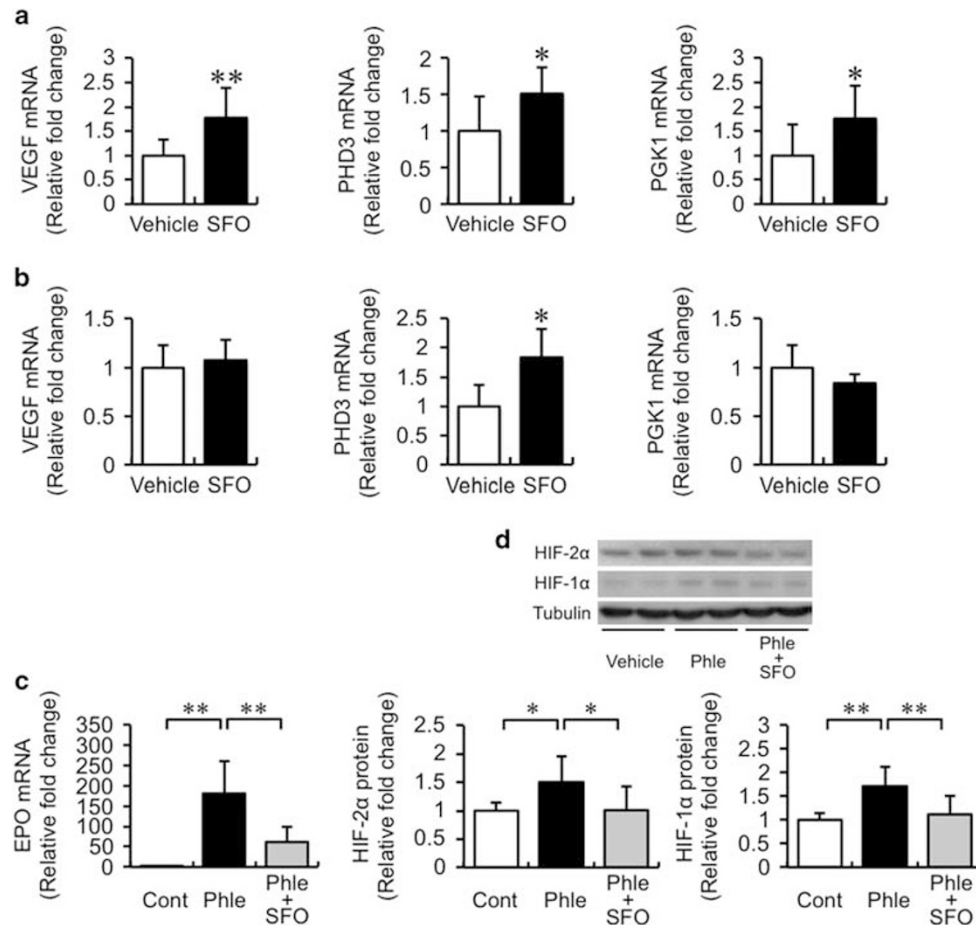 a
VEGF mRNA
(Relative fold change)
3
2.5
2
1.5
1
0.5
0
**
Vehicle SFO
PHD3 mRNA
(Relative fold change)
2
1.5
1
0.5
0
*
Vehicle SFO
PGK1 mRNA
(Relative fold change)
3
2.5
2
1.5
1
0.5
0
*
Vehicle SFO
b
VEGF mRNA
(Relative fold change)
1.5
1
0.5
0
Vehicle SFO
PHD3 mRNA
(Relative fold change)
2.5
2
1.5
1
0.5
0
*
Vehicle SFO
PGK1 mRNA
(Relative fold change)
1.5
1
0.5
0
Vehicle SFO
d
HIF-2α
HIF-1α
Tubulin
Vehicle
Phle
Phle
+
SFO
c
EPO mRNA
(Relative fold change)
350
300
250
200
150
100
50
0
** **
Cont Phle Phle
+
SFO
HIF-2α protein
(Relative fold change)
2.5
2
1.5
1
0.5
0
* *
Cont Phle Phle
+
SFO
HIF-1α protein
(Relative fold change)
3
2.5
2
1.5
1
0.5
0
** **
Cont Phle Phle
+
SFO